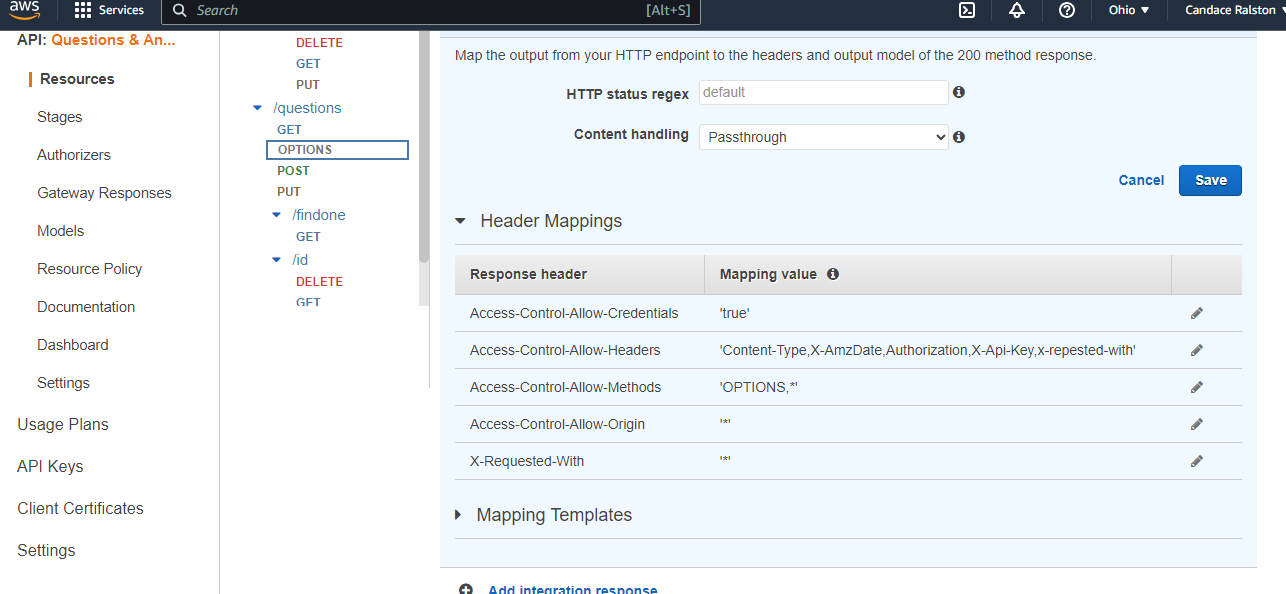 aws
Services
Search
[Alt+S]
Ohio
Candace Ralston
API: Questions & An...
Resources
Stages
Authorizers
Gateway Responses
Models
Resource Policy
Documentation
Dashboard
Settings
Usage Plans
API Keys
Client Certificates
Settings
DELETE
GET
PUT
/questions
GET
OPTIONS
POST
PUT
/findone
GET
/id
DELETE
GET
Map the output from your HTTP endpoint to the headers and output model of the 200 method response.
HTTP status regex default
Content handling Passthrough
Cancel Save
Header Mappings
Response header Mapping value
Access-Control-Allow-Credentials 'true'
Access-Control-Allow-Headers 'Content-Type,X-AmzDate,Authorization,X-Api-Key,x-repested-with'
Access-Control-Allow-Methods 'OPTIONS,*'
Access-Control-Allow-Origin '*'
X-Requested-With '*'
Mapping Templates
Add integration response